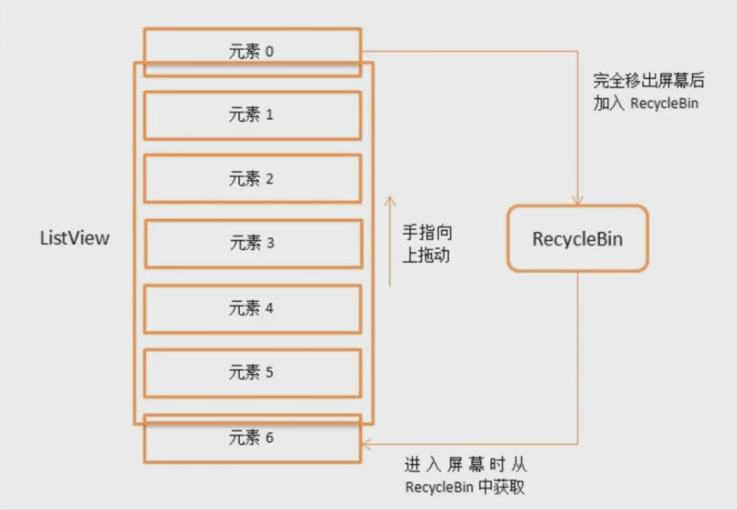 元素 0
完全移出屏幕后
加入 RecycleBin
元素 1
元素 2
ListView
元素 3
手指向
上拖动
RecycleBin
元素 4
元素 5
元素 6
进入屏幕时从
RecycleBin 中获取